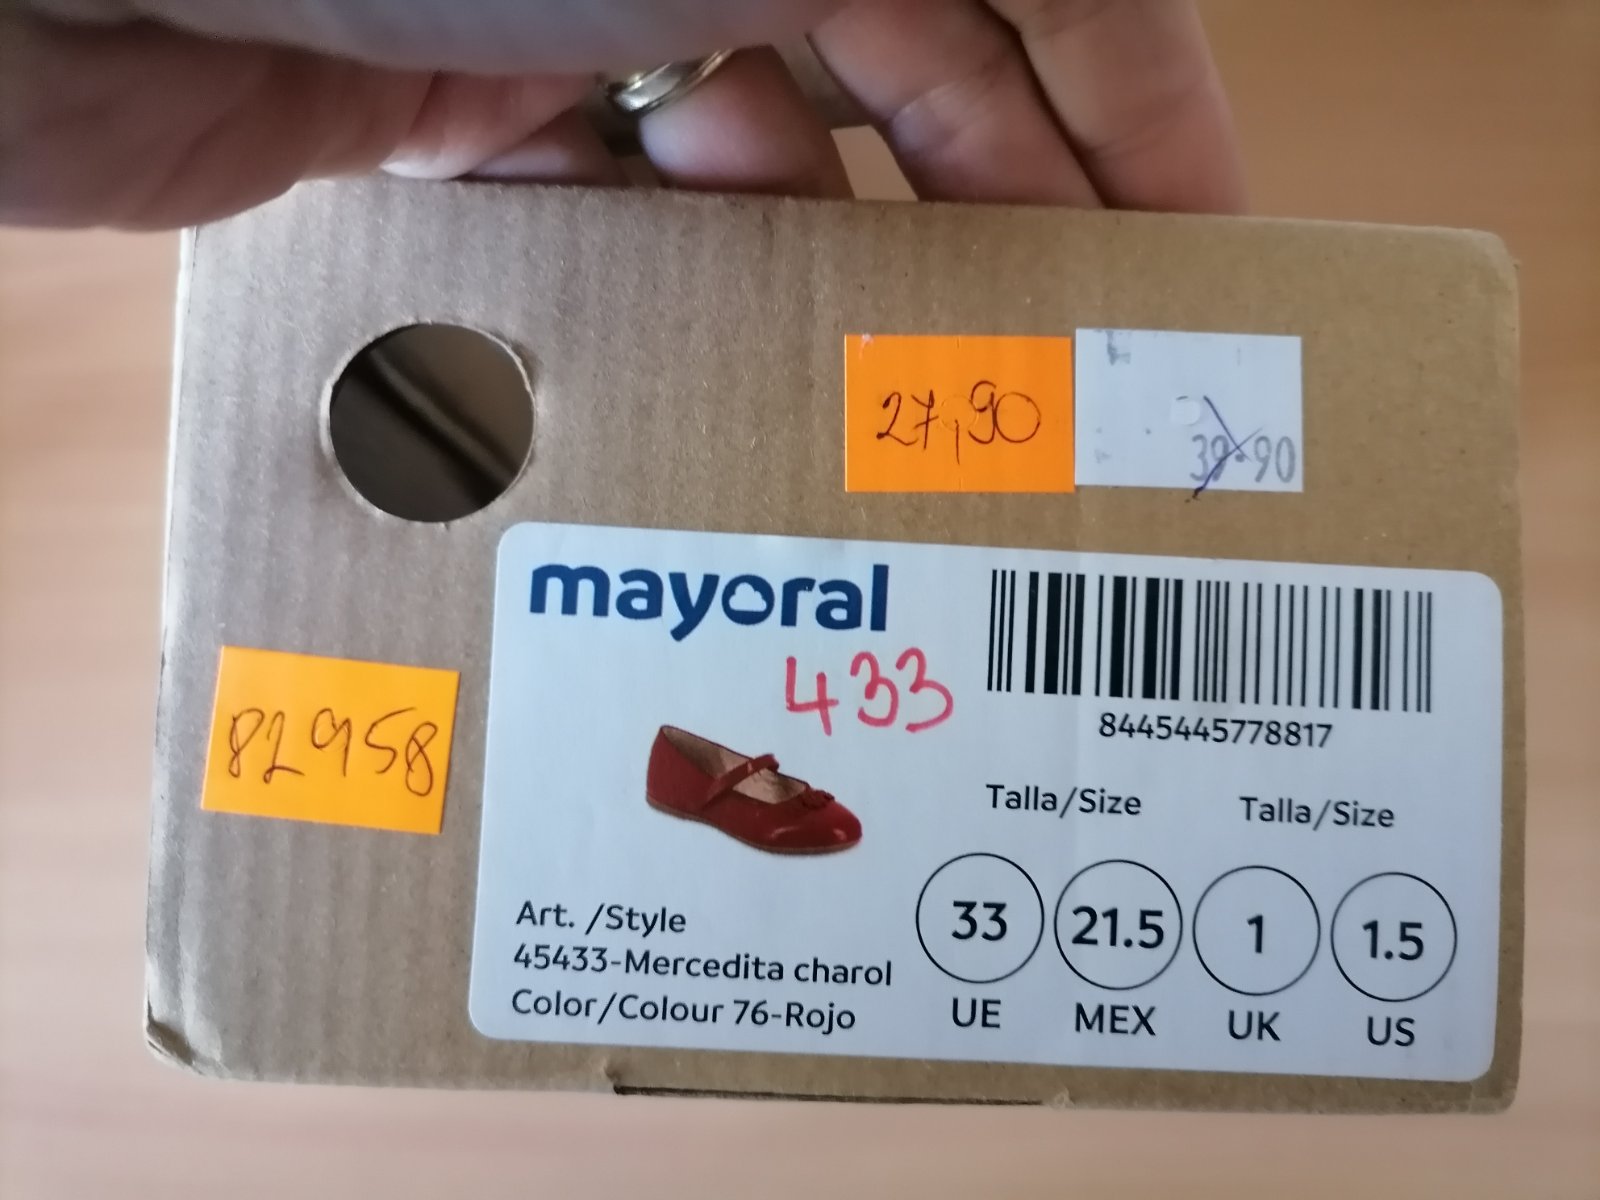 27,90
39.90
mayoral
433
8445445778817
82958
Talla/Size Talla/Size
33 21.5 1 1.5
UE MEX UK US
Art. /Style
45433-Mercedita charol
Color/Colour 76-Rojo